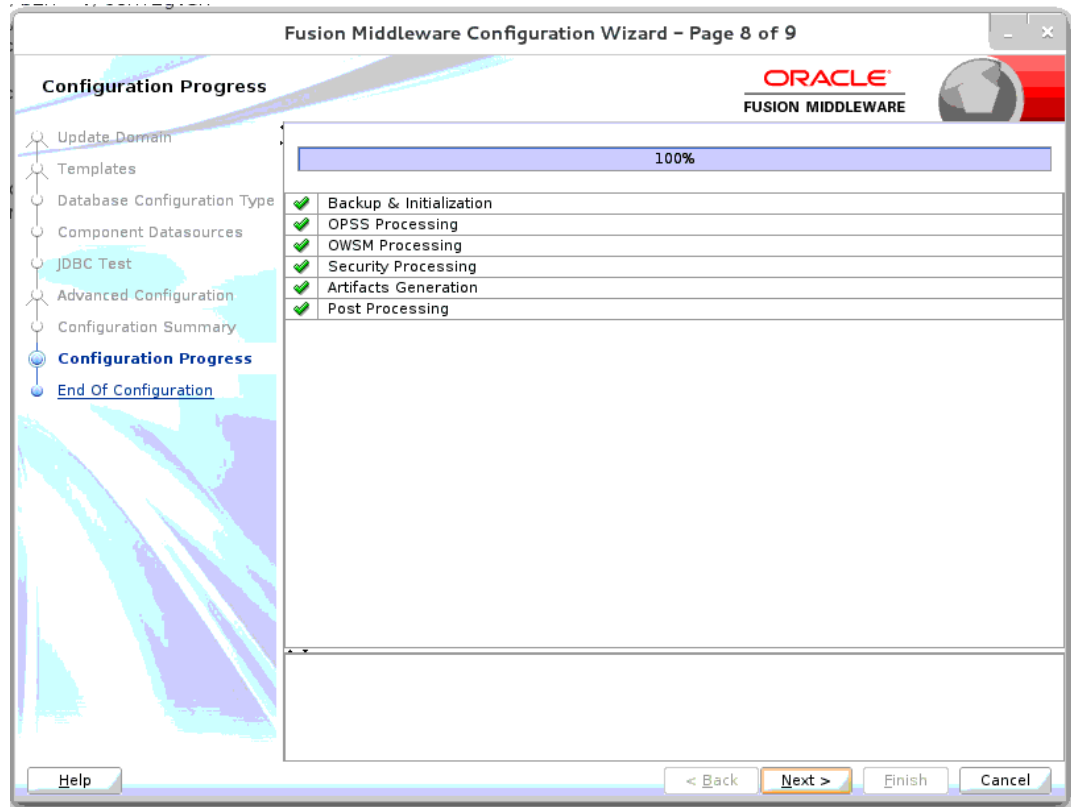 Fusion Middleware Configuration Wizard - Page 8 of 9
Configuration Progress
ORACLE
FUSION MIDDLEWARE
Update Domain
Templates
Database Configuration Type
Component Datasources
JDBC Test
Advanced Configuration
Configuration Summary
Configuration Progress
End Of Configuration
100%
Backup & Initialization
OPSS Processing
OWSM Processing
Security Processing
Artifacts Generation
Post Processing
Help
< Back
Next >
Finish
Cancel